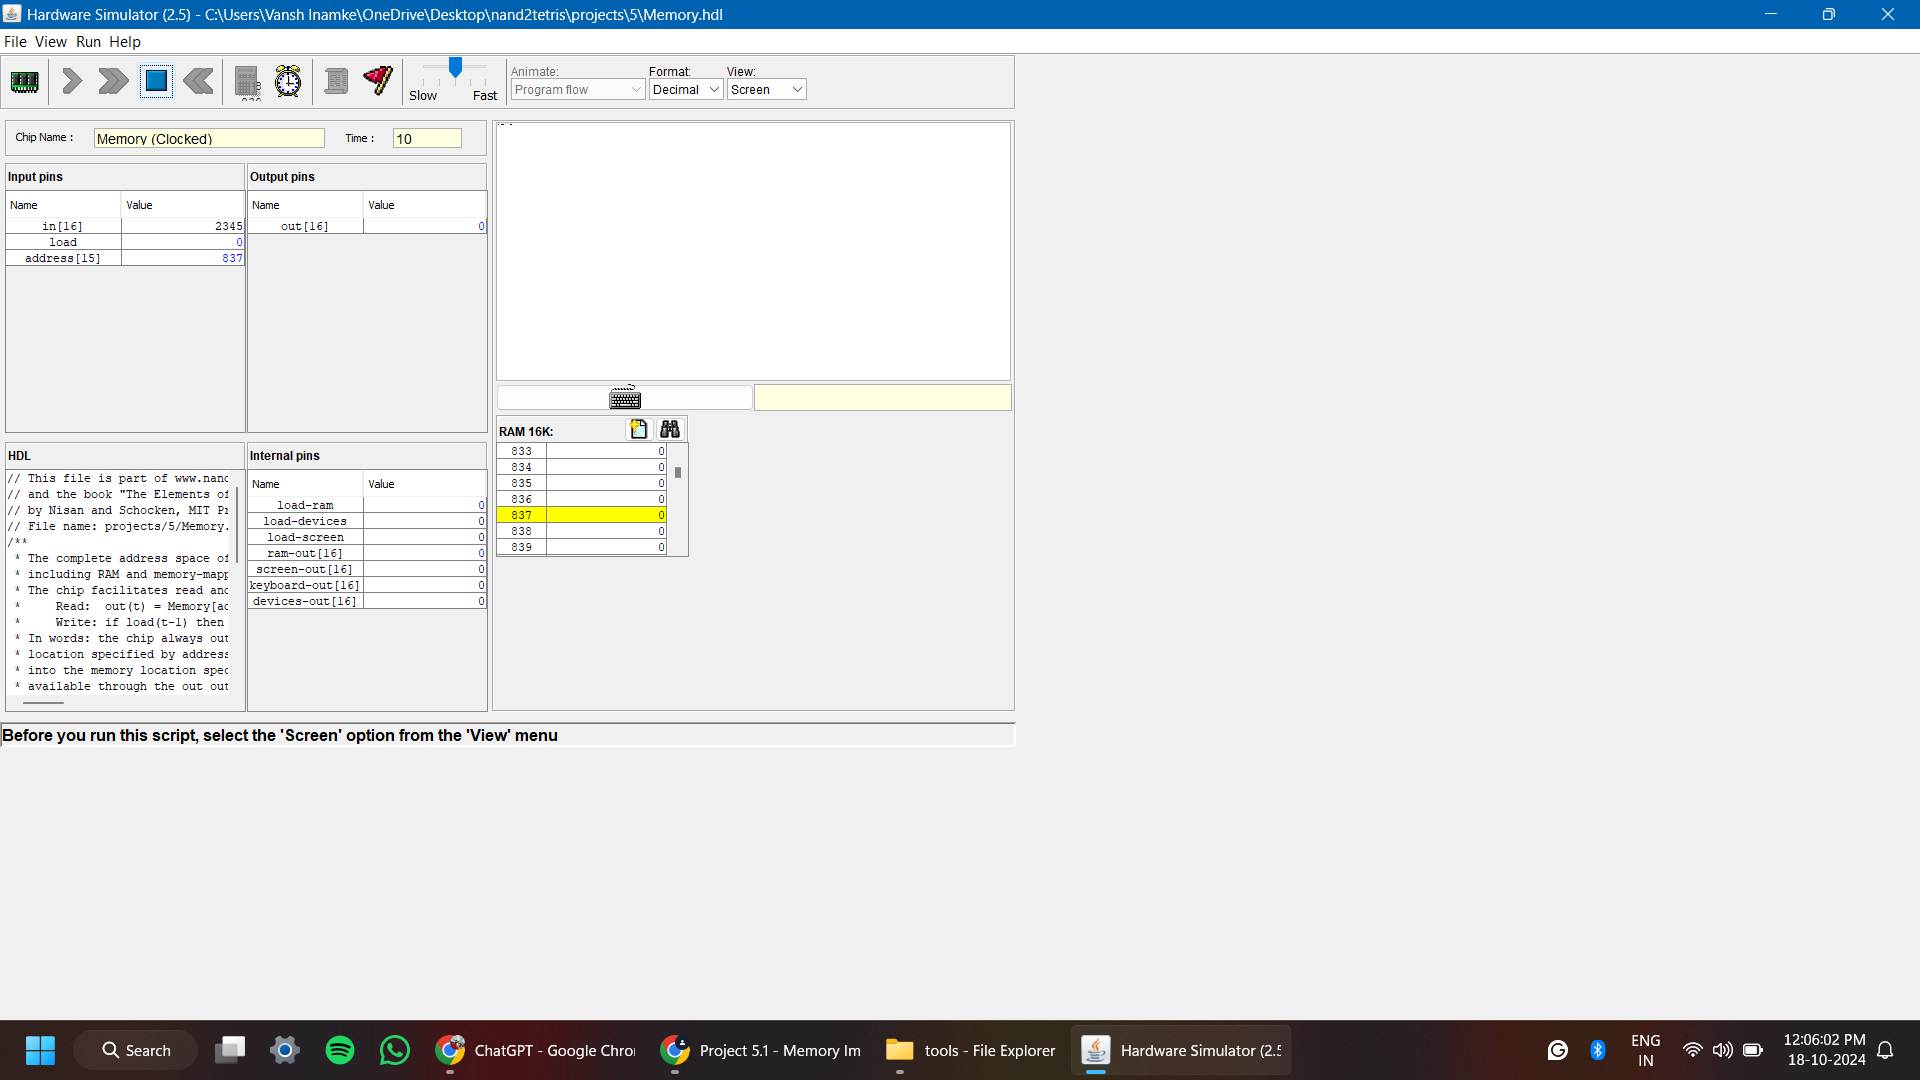 Hardware Simulator (2.5) - C:\Users\Vansh Inamke\OneDrive\Desktop\nand2tetris\projects\5\Memory.hdl
File View Run Help
Slow Fast
Animate: Format: View:
Program flow Decimal Screen
Chip Name : Memory (Clocked) Time : 10
Input pins
Name Value
in[16] 2345
load 0
address[15] 837
Output pins
Name Value
out[16] 0
HDL
// This file is part of www.nand
// and the book "The Elements of
// by Nisan and Schocken, MIT Pr
// File name: projects/5/Memory.
/**
* The complete address space of
* including RAM and memory-mapp
* The chip facilitates read and
* Read: out(t) = Memory[ad
* Write: if load(t-1) then
* In words: the chip always out
* location specified by address
* into the memory location spec
* available through the out out
Internal pins
Name Value
load-ram 0
load-devices 0
load-screen 0
ram-out[16] 0
screen-out[16] 0
keyboard-out[16] 0
devices-out[16] 0
RAM 16K:
833 0
834 0
835 0
836 0
837 0
838 0
839 0
Before you run this script, select the 'Screen' option from the 'View' menu
Search
ChatGPT - Google Chro
Project 5.1 - Memory Im
tools - File Explorer
Hardware Simulator (2.5
ENG
IN
12:06:02 PM
18-10-2024